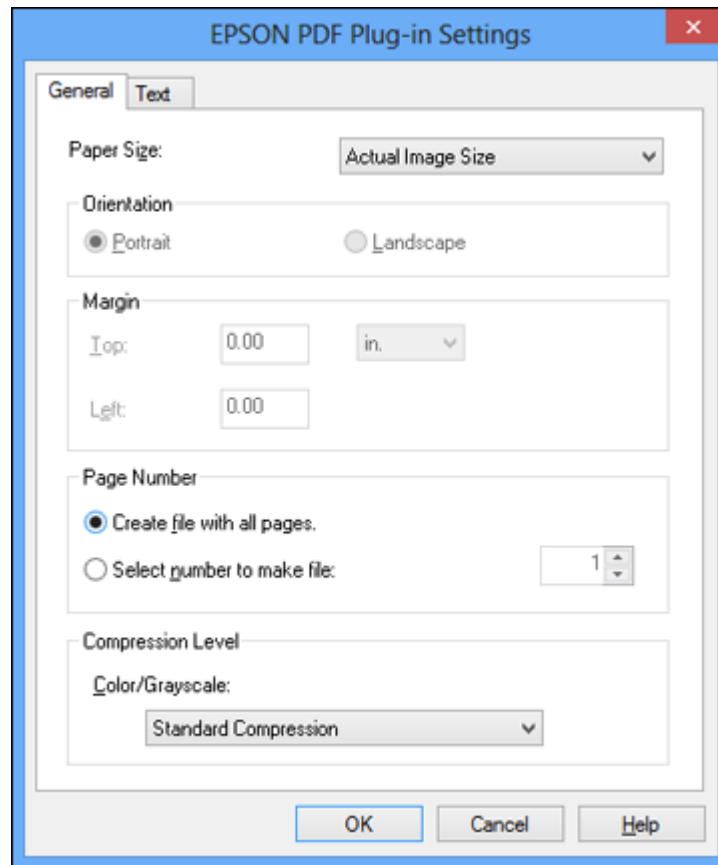 EPSON PDF Plug-in Settings
General Text
Paper Size: Actual Image Size
Orientation
Portrait Landscape
Margin
Top: 0.00 in.
Left: 0.00
Page Number
Create file with all pages.
Select number to make file: 1
Compression Level
Color/Grayscale:
Standard Compression
OK Cancel Help